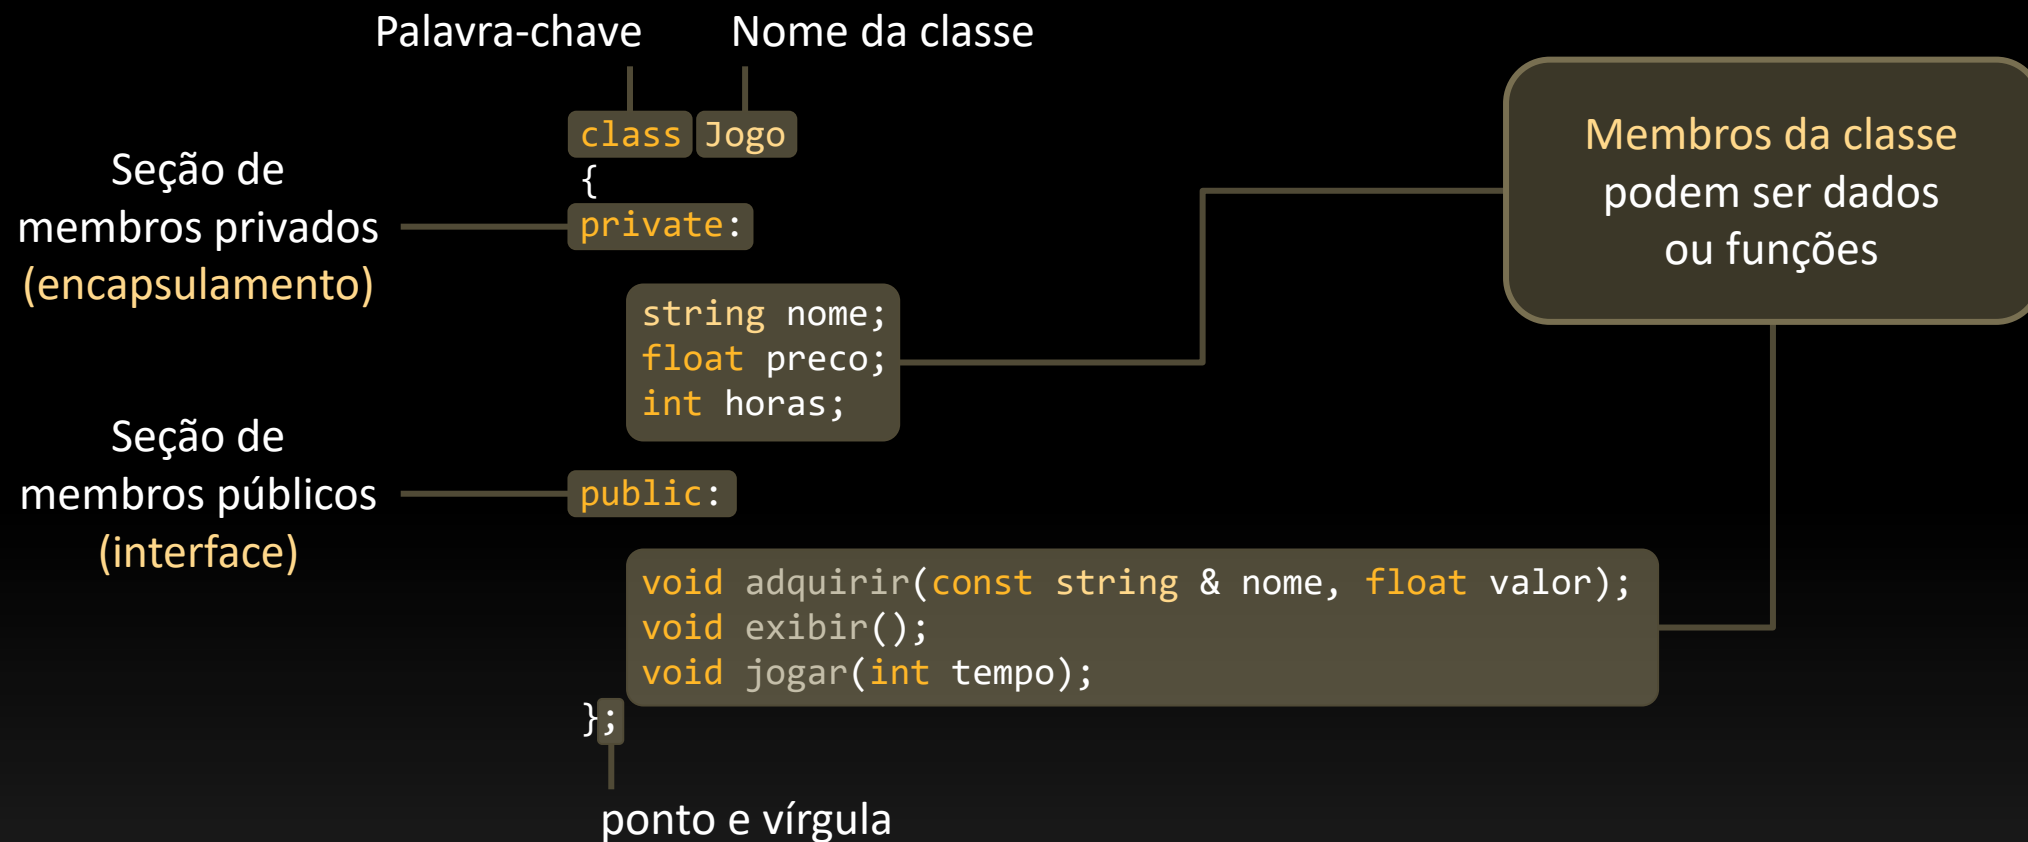 Palavra-chave
Nome da classe
class Jogo
{
private:
string nome;
float preco;
int horas;
public:
void adquirir(const string & nome, float valor);
void exibir();
void jogar(int tempo);
};
ponto e vírgula
Seção de
membros privados
(encapsulamento)
Seção de
membros públicos
(interface)
Membros da classe
podem ser dados
ou funções